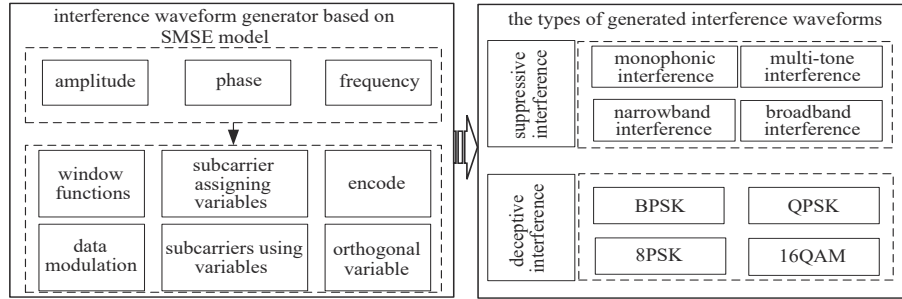 interference waveform generator based on
SMSE model
amplitude
phase
frequency
window
functions
subcarrier
assigning
variables
encode
data
modulation
subcarriers using
variables
orthogonal
variable
the types of generated interference waveforms
suppressive
interference
monophonic
interference
multi-tone
interference
narrowband
interference
broadband
interference
deceptive
interference
BPSK
QPSK
8PSK
16QAM